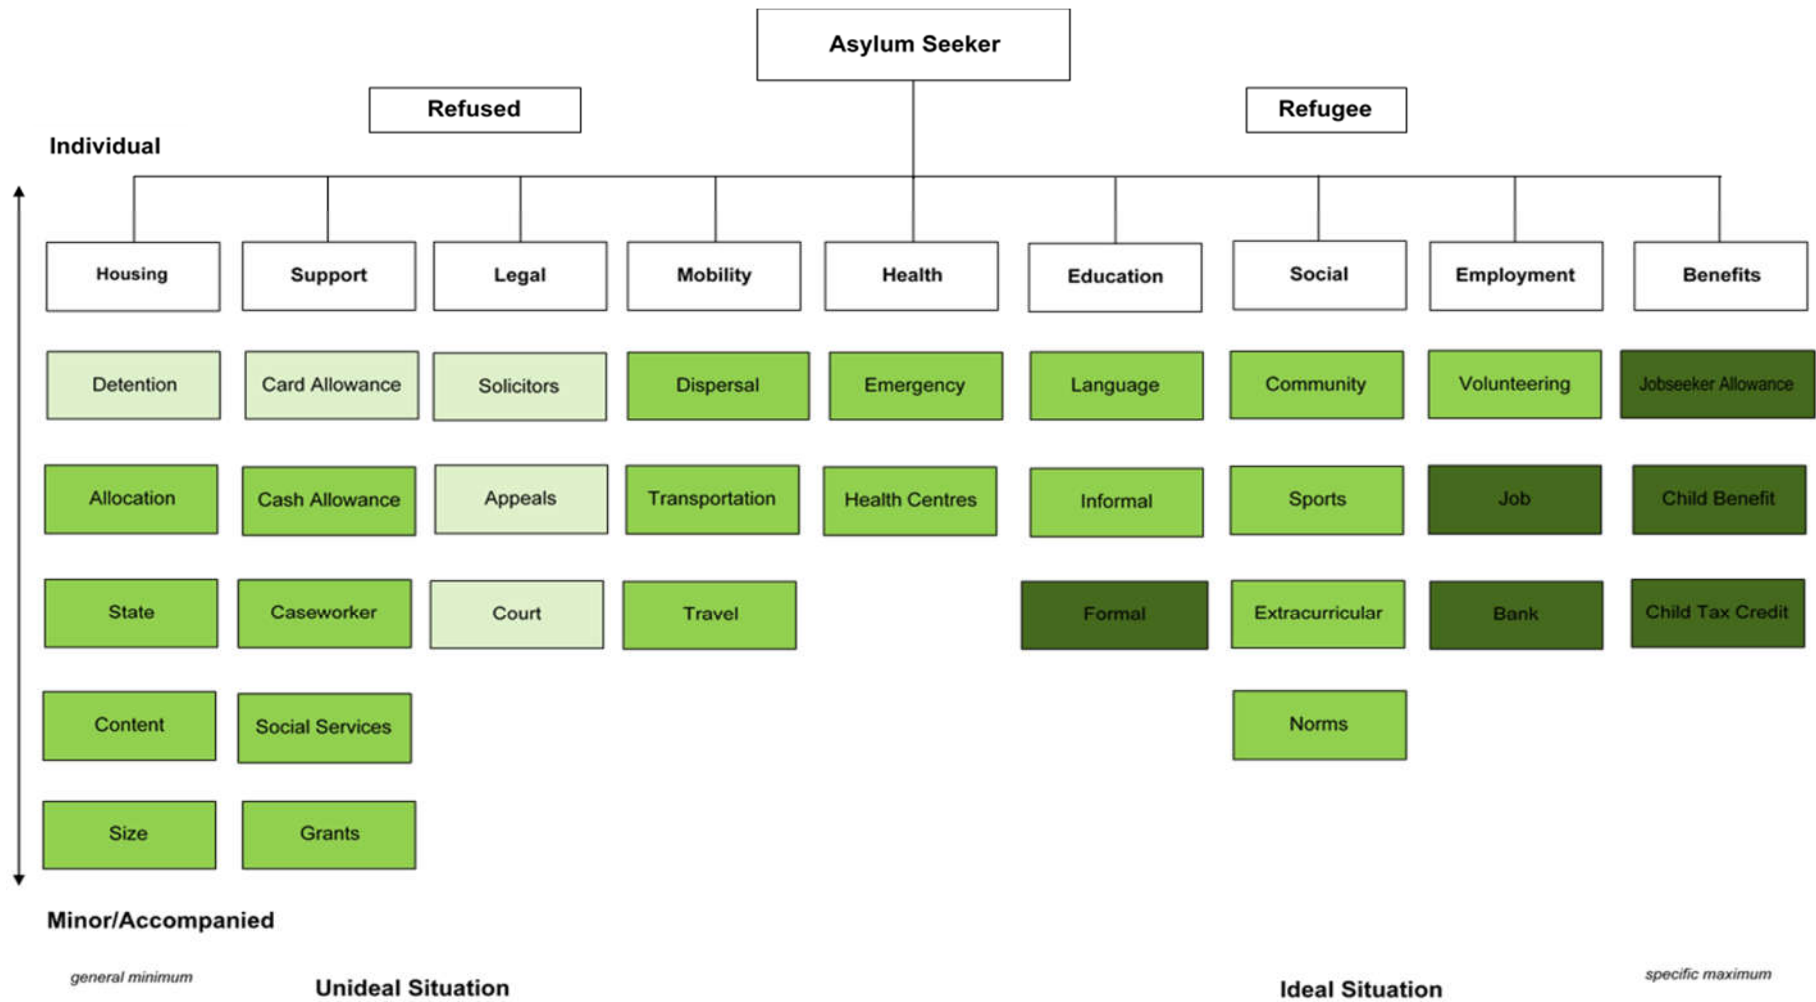 Asylum Seeker
Refused
Refugee
Individual
Housing
Support
Legal
Mobility
Health
Education
Social
Employment
Benefits
Detention
Card Allowance
Solicitors
Dispersal
Emergency
Language
Community
Volunteering
Jobseeker Allowance
Allocation
Cash Allowance
Appeals
Transportation
Health Centres
Informal
Sports
Job
Child Benefit
State
Caseworker
Court
Travel
Formal
Extracurricular
Bank
Child Tax Credit
Content
Social Services
Norms
Size
Grants
Minor/Accompanied
general minimum
Unideal Situation
Ideal Situation
specific maximum